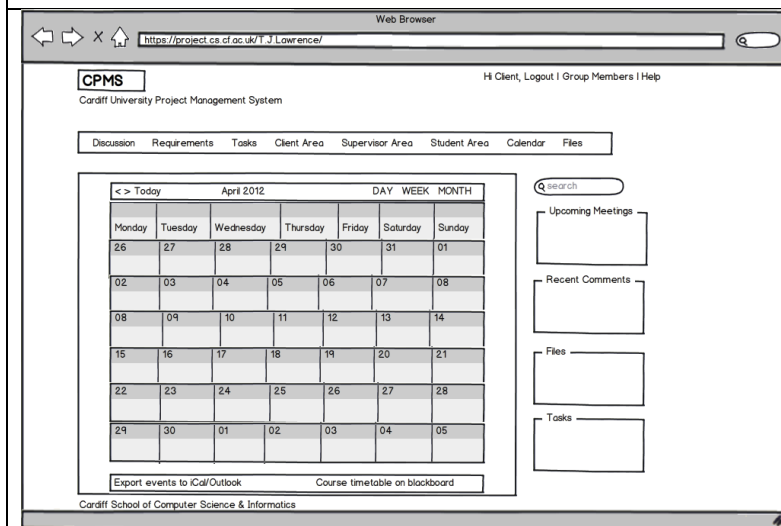 Web Browser
https://project.cs.cf.ac.uk/T.J.Lawrence/
CPMS
Hi Client, Logout I Group Members I Help
Cardiff University Project Management System
Discussion Requirements Tasks Client Area Supervisor Area Student Area Calendar Files
< > Today April 2012 DAY WEEK MONTH
search
Monday Tuesday Wednesday Thursday Friday Saturday Sunday
26 27 28 29 30 31 01
02 03 04 05 06 07 08
08 09 10 11 12 13 14
15 16 17 18 19 20 21
22 23 24 25 26 27 28
29 30 01 02 03 04 05
Export events to iCal/Outlook Course timetable on blackboard
Upcoming Meetings
Recent Comments
Files
Tasks
Cardiff School of Computer Science & Informatics